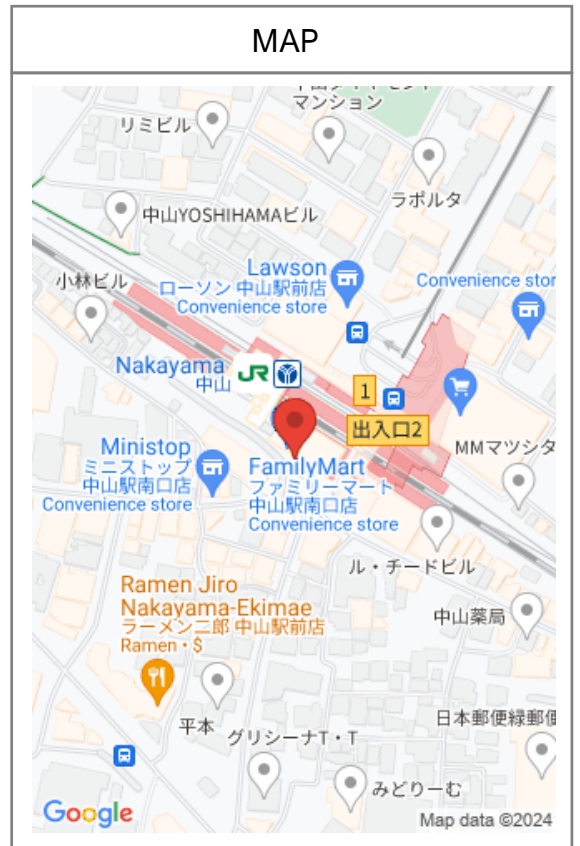 MAP
マンション
リミビル
ラポルタ
中山YOSHIHAMAビル
Lawson
ローソン 中山駅前店
Convenience store
小林ビル
Convenience stor
Nakayama
中山
JR
1
出入口2
Ministop
ミニストップ
中山駅南口店
Convenience store
FamilyMart
ファミリーマート
中山駅南口店
Convenience store
MMマツシタ
ル・チードビル
Ramen Jiro
Nakayama-Ekimae
ラーメン二郎 中山駅前店
Ramen・$
中山薬局
平本
グリシーナT・T
日本郵便緑郵便
みどりーむ
Google
Map data ©2024